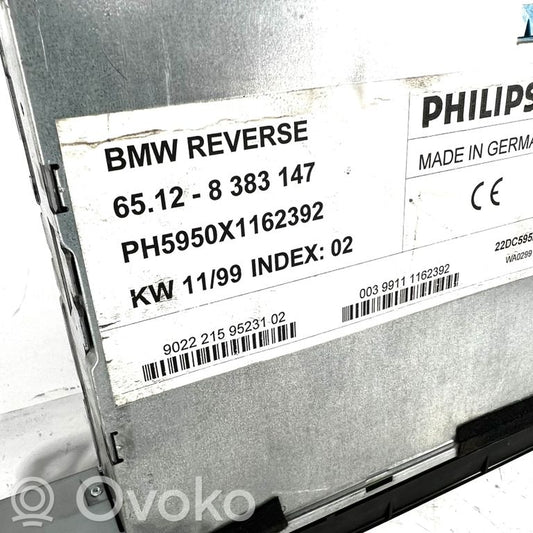 BMW REVERSE
65.12 - 8 383 147
PH5950X1162392
KW 11/99 INDEX: 02
PHILIPS
MADE IN GERMA
CE
22DC595
WA0299
9022 215 95231 02
003 9911 1162392
Ovoko